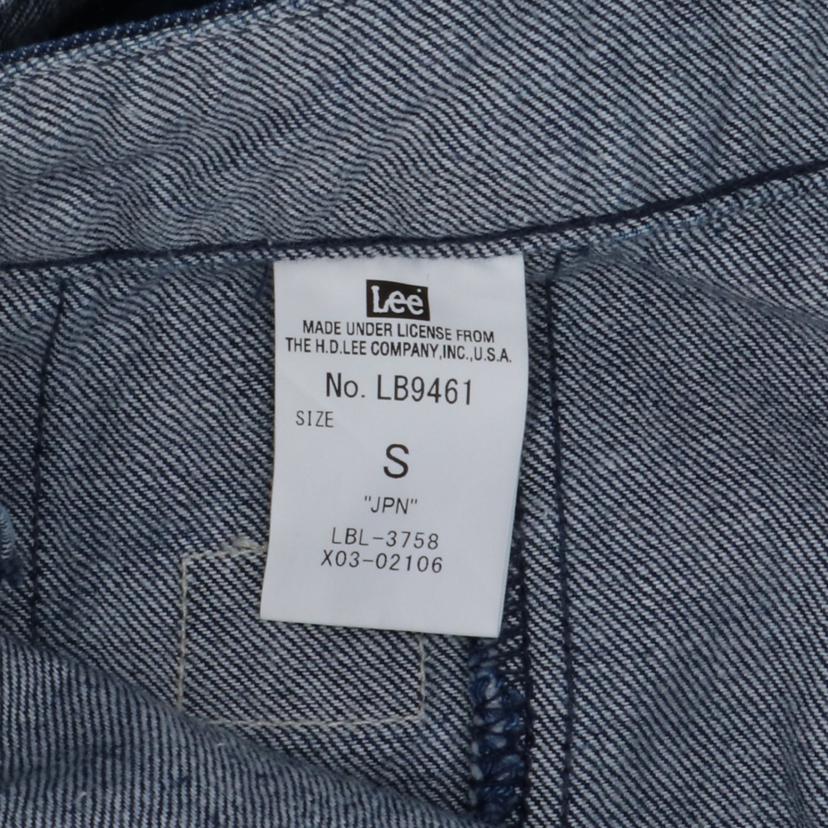 Lee
MADE UNDER LICENSE FROM
THE H.D.LEE COMPANY,INC.,U.S.A.
No. LB9461
SIZE
S
"JPN"
LBL-3758
X03-02106